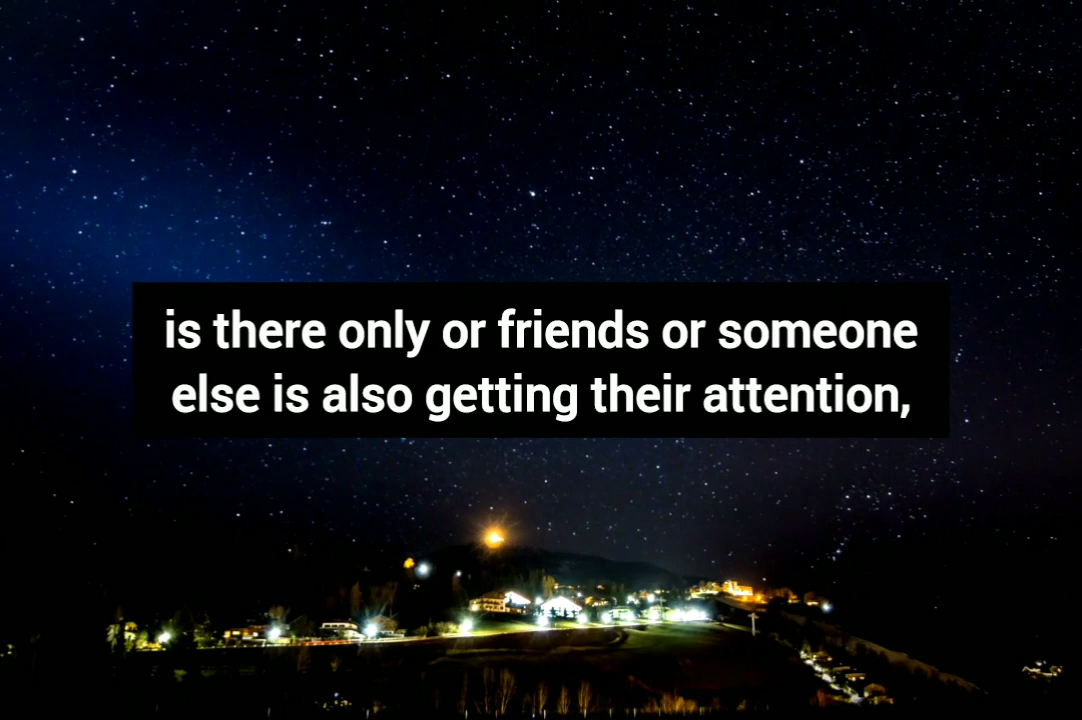 is there only or friends or someone
else is also getting their attention,